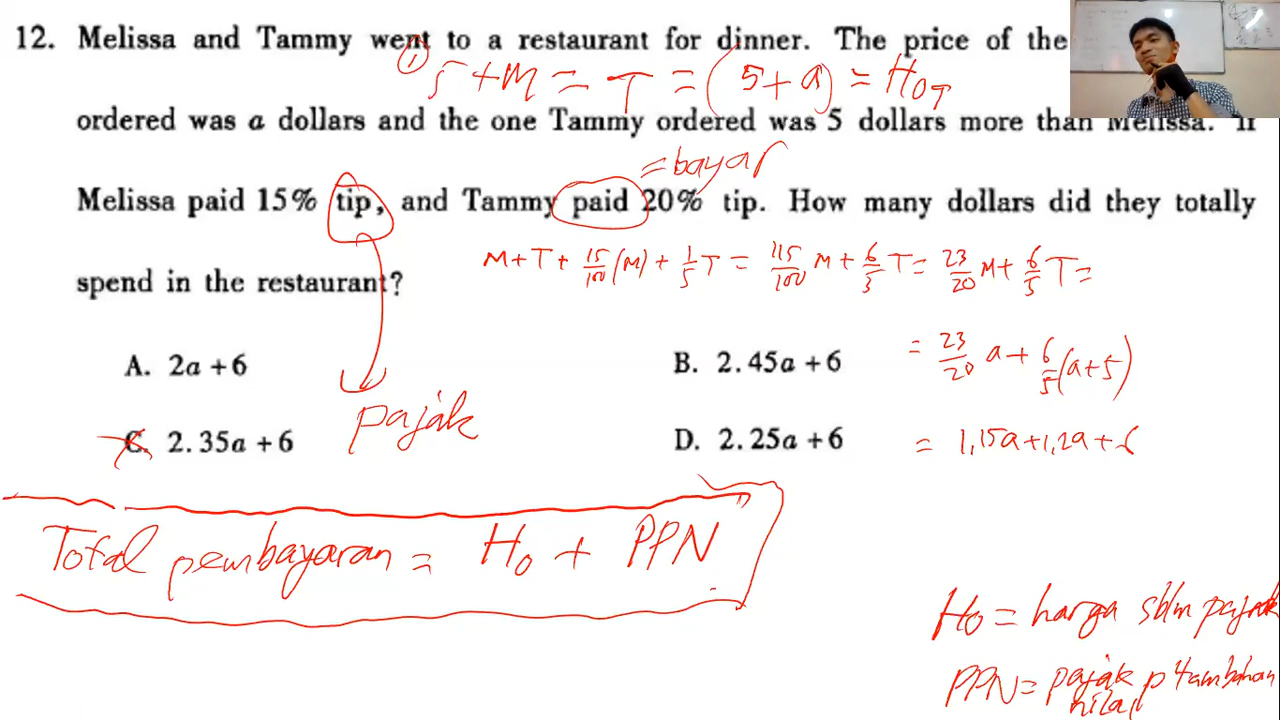 12. Melissa and Tammy went to a restaurant for dinner. The price of the
① 5 + M = T = (5 + a) = H0T
ordered was a dollars and the one Tammy ordered was 5 dollars more than Melissa. If
= bayar
Melissa paid 15% tip, and Tammy paid 20% tip. How many dollars did they totally
M + T + 15/100 (M) + 1/5 T = 115/100 M + 6/5 T = 23/20 M + 6/5 T =
spend in the restaurant?
= 23/20 a + 6/5 (a + 5)
A. 2a + 6
B. 2.45a + 6
pajak
C. 2.35a + 6
D. 2.25a + 6
= 1,15a + 1,2a + 6
Total pembayaran = H0 + PPN
H0 = harga sblm pajak
PPN = pajak ptambahan
nilai